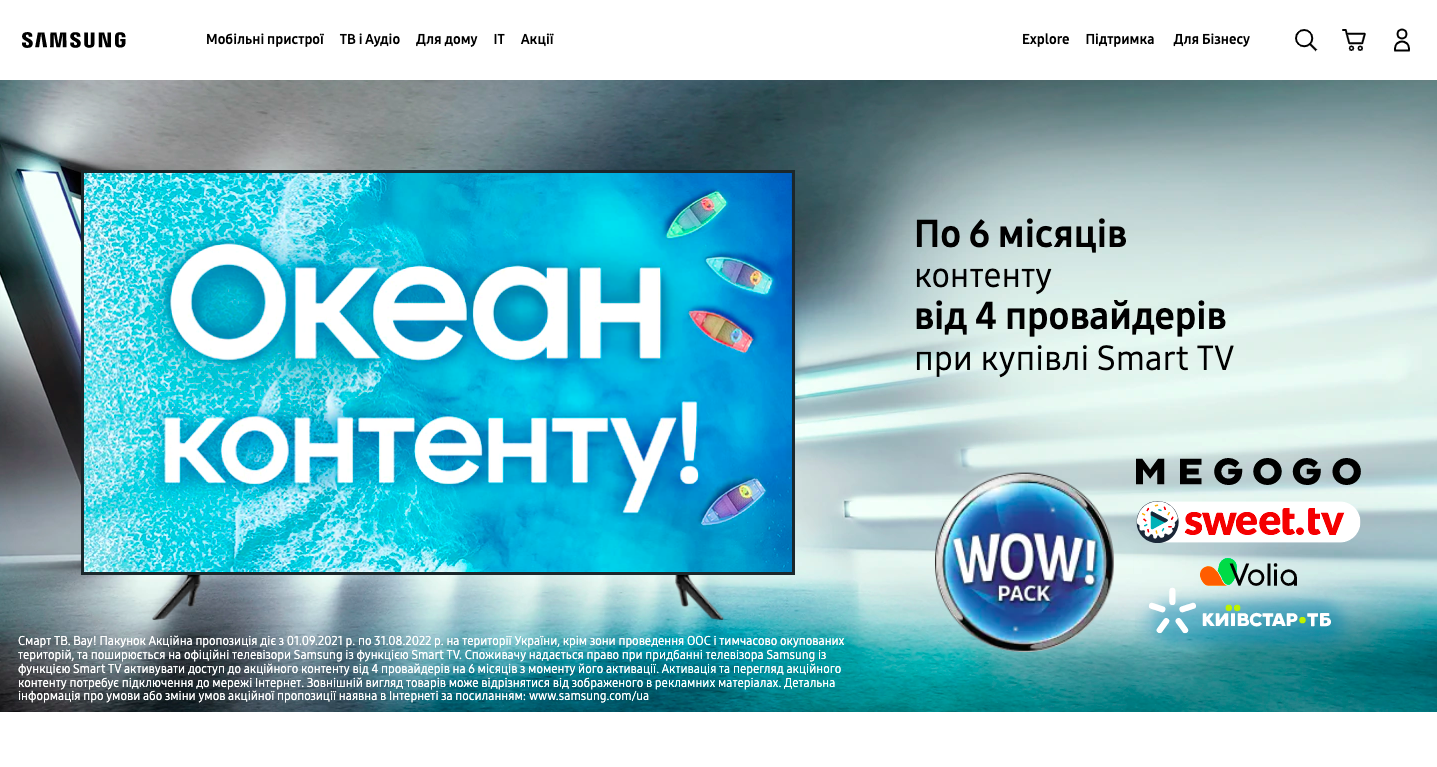 SAMSUNG
Мобільні пристрої ТВ і Аудіо Для дому IT Акції Explore Підтримка Для Бізнесу
Океан
контенту!
По 6 місяців
контенту
від 4 провайдерів
при купівлі Smart TV
MEGOGO
sweet.tv
WOW!
PACK
Volia
КИЇВСТАР•ТБ
Смарт ТВ. Вау! Пакунок Акційна пропозиція діє з 01.09.2021 р. по 31.08.2022 р. на території України, крім зони проведення ООС і тимчасово окупованих
територій, та поширюється на офіційні телевізори Samsung із функцією Smart TV. Споживачу надається право при придбанні телевізора Samsung із
функцією Smart TV активувати доступ до акційного контенту від 4 провайдерів на 6 місяців з моменту його активації. Активація та перегляд акційного
контенту потребує підключення до мережі Інтернет. Зовнішній вигляд товарів може відрізнятися від зображеного в рекламних матеріалах. Детальна
інформація про умови або зміни умов акційної пропозиції наявна в Інтернеті за посиланням: www.samsung.com/ua